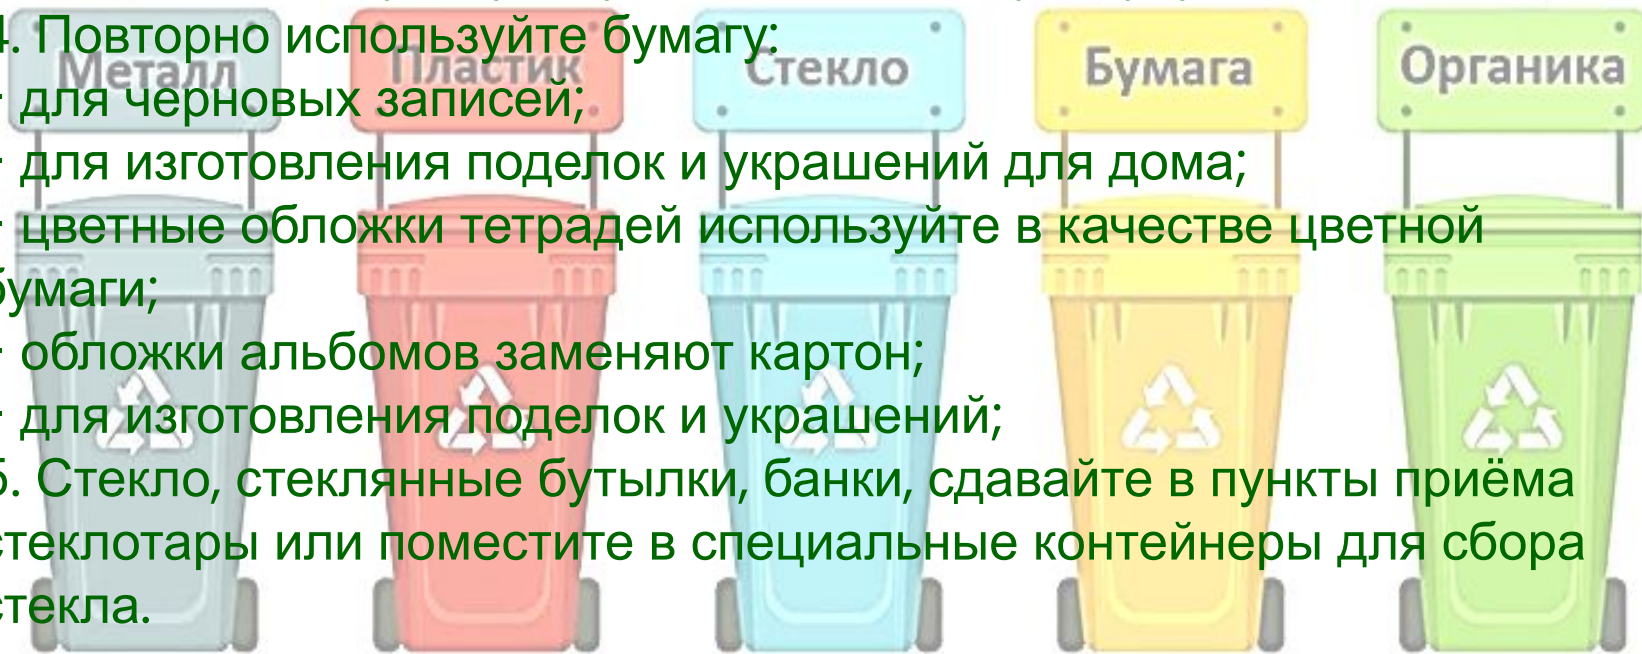 4. Повторно используйте бумагу:
Металл Пластик Стекло Бумага Органика
- для черновых записей;
- для изготовления поделок и украшений для дома;
- цветные обложки тетрадей используйте в качестве цветной
бумаги;
- обложки альбомов заменяют картон;
- для изготовления поделок и украшений;
5. Стекло, стеклянные бутылки, банки, сдавайте в пункты приёма
стеклотары или поместите в специальные контейнеры для сбора
стекла.